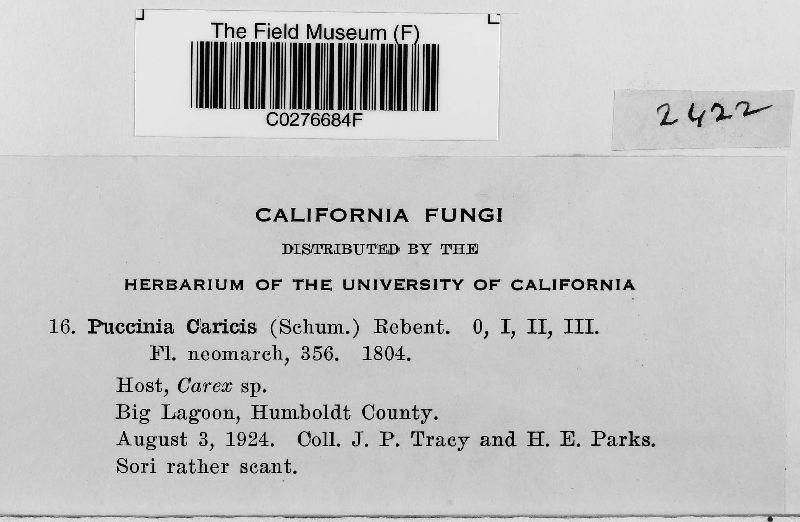 The Field Museum (F)
C0276684F
2422
CALIFORNIA FUNGI
DISTRIBUTED BY THE
HERBARIUM OF THE UNIVERSITY OF CALIFORNIA
16. Puccinia Caricis (Schum.) Rebent. 0, I, II, III.
Fl. neomarch, 356. 1804.
Host, Carex sp.
Big Lagoon, Humboldt County.
August 3, 1924. Coll. J. P. Tracy and H. E. Parks.
Sori rather scant.